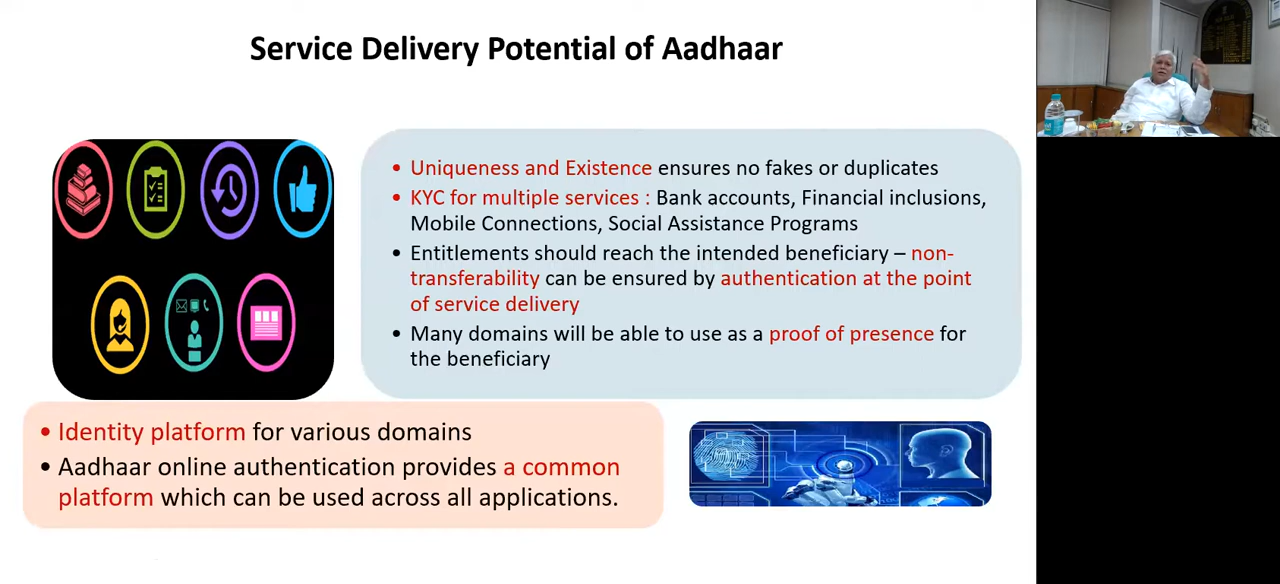 Service Delivery Potential of Aadhaar
• Uniqueness and Existence ensures no fakes or duplicates
• KYC for multiple services : Bank accounts, Financial inclusions,
Mobile Connections, Social Assistance Programs
• Entitlements should reach the intended beneficiary – non-
transferability can be ensured by authentication at the point
of service delivery
• Many domains will be able to use as a proof of presence for
the beneficiary
• Identity platform for various domains
• Aadhaar online authentication provides a common
platform which can be used across all applications.